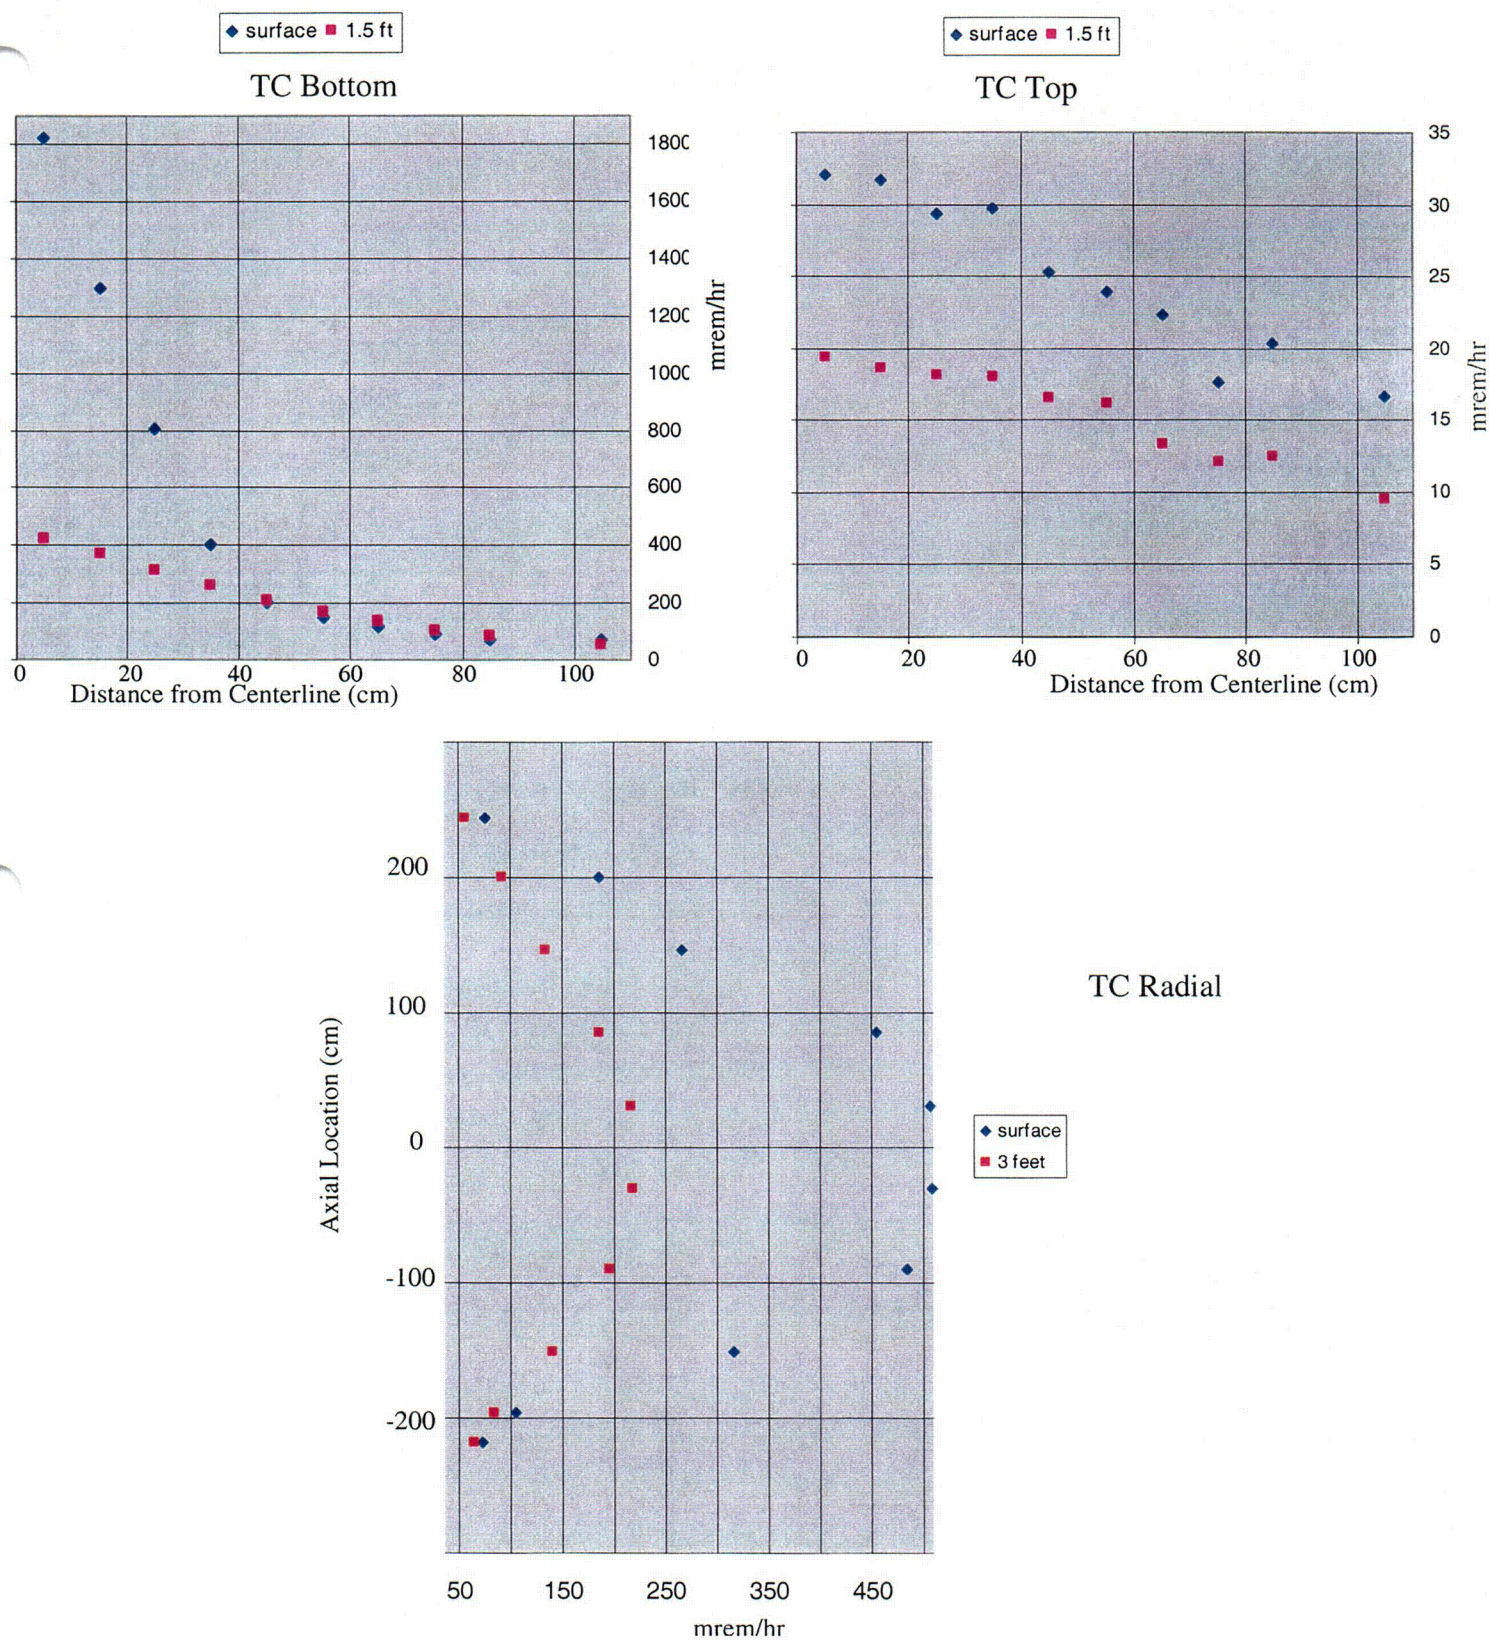 surface 1.5 ft
TC Bottom
1800
1600
1400
1200
1000
800
600
400
200
0
mrem/hr
0 20 40 60 80 100
Distance from Centerline (cm)
surface 1.5 ft
TC Top
35
30
25
20
15
10
5
0
mrem/hr
0 20 40 60 80 100
Distance from Centerline (cm)
200
100
0
-100
-200
Axial Location (cm)
TC Radial
surface
3 feet
50 150 250 350 450
mrem/hr